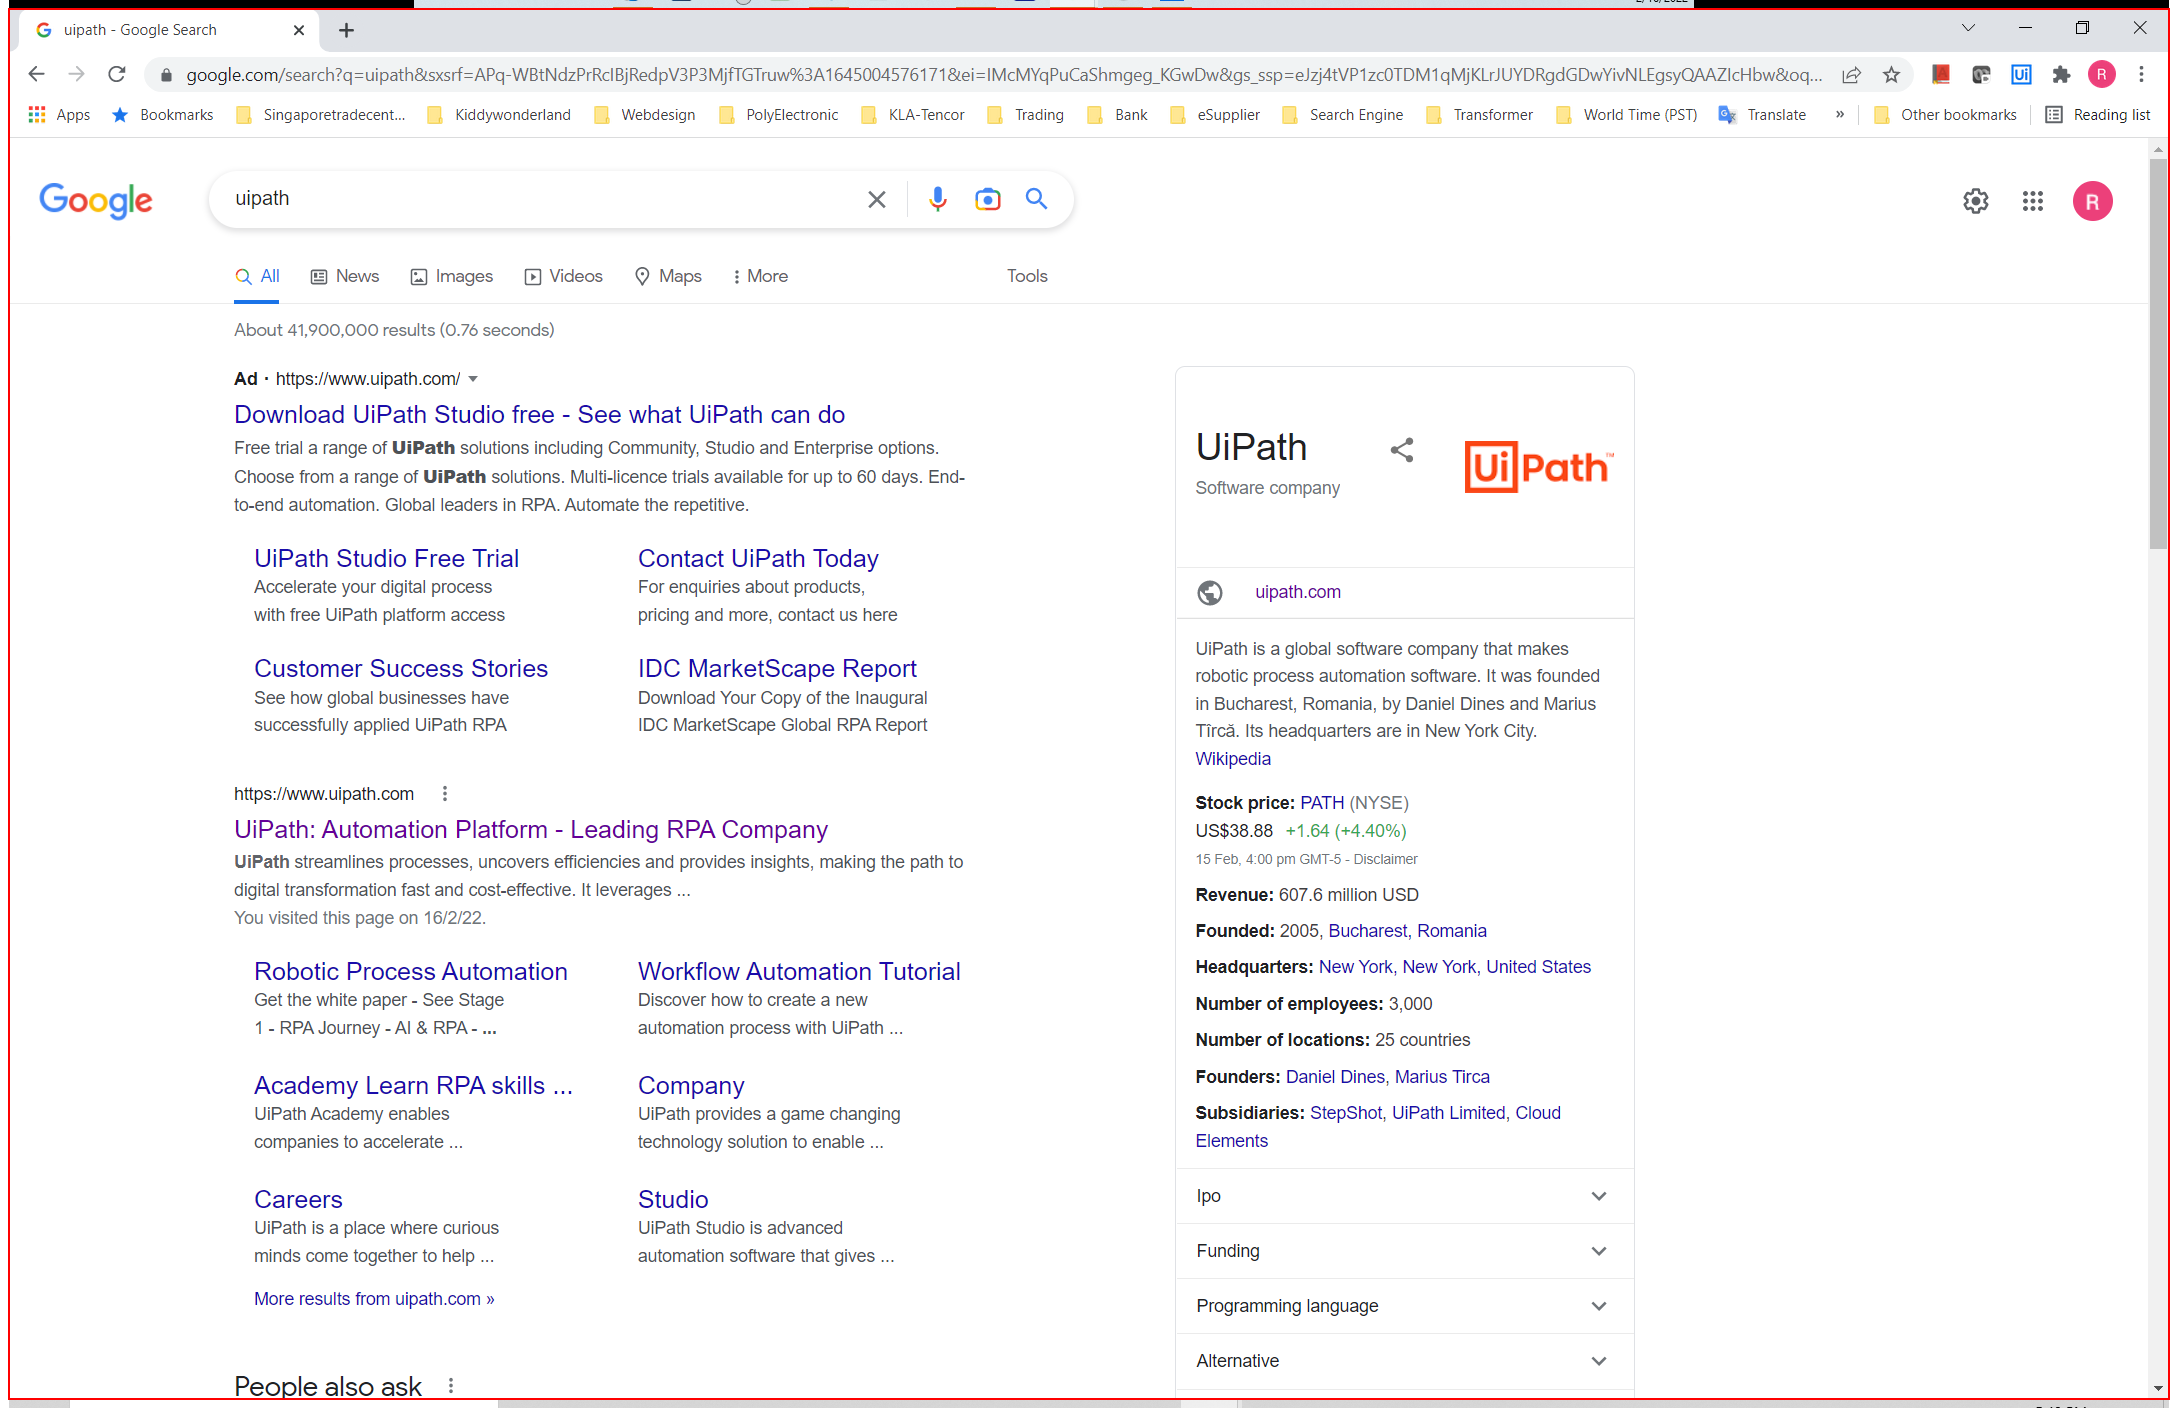 uipath - Google Search
google.com/search?q=uipath&sxsrf=APq-WBtNdzPrRcIBjRedpV3P3MjfTGTruw%3A1645004576171&ei=IMcMYqPuCaShmgeg_KGwDw&gs_ssp=eJzj4tVP1zc0TDM1qMjKLrJUYDRgdGDwYivNLEgsyQAAZIcHbw&oq...
Apps Bookmarks Singaporetradecent... Kiddywonderland Webdesign PolyElectronic KLA-Tencor Trading Bank eSupplier Search Engine Transformer World Time (PST) Translate » Other bookmarks Reading list
Google
uipath
R
All News Images Videos Maps More Tools
About 41,900,000 results (0.76 seconds)
Ad · https://www.uipath.com/
Download UiPath Studio free - See what UiPath can do
Free trial a range of UiPath solutions including Community, Studio and Enterprise options.
Choose from a range of UiPath solutions. Multi-licence trials available for up to 60 days. End-
to-end automation. Global leaders in RPA. Automate the repetitive.
UiPath Studio Free Trial
Accelerate your digital process
with free UiPath platform access
Contact UiPath Today
For enquiries about products,
pricing and more, contact us here
Customer Success Stories
See how global businesses have
successfully applied UiPath RPA
IDC MarketScape Report
Download Your Copy of the Inaugural
IDC MarketScape Global RPA Report
https://www.uipath.com
UiPath: Automation Platform - Leading RPA Company
UiPath streamlines processes, uncovers efficiencies and provides insights, making the path to
digital transformation fast and cost-effective. It leverages ...
You visited this page on 16/2/22.
Robotic Process Automation
Get the white paper - See Stage
1 - RPA Journey - AI & RPA - ...
Workflow Automation Tutorial
Discover how to create a new
automation process with UiPath ...
Academy Learn RPA skills ...
UiPath Academy enables
companies to accelerate ...
Company
UiPath provides a game changing
technology solution to enable ...
Careers
UiPath is a place where curious
minds come together to help ...
Studio
UiPath Studio is advanced
automation software that gives ...
More results from uipath.com »
People also ask
UiPath
Software company
UiPath™
uipath.com
UiPath is a global software company that makes
robotic process automation software. It was founded
in Bucharest, Romania, by Daniel Dines and Marius
Tîrcă. Its headquarters are in New York City.
Wikipedia
Stock price: PATH (NYSE)
US$38.88 +1.64 (+4.40%)
15 Feb, 4:00 pm GMT-5 - Disclaimer
Revenue: 607.6 million USD
Founded: 2005, Bucharest, Romania
Headquarters: New York, New York, United States
Number of employees: 3,000
Number of locations: 25 countries
Founders: Daniel Dines, Marius Tirca
Subsidiaries: StepShot, UiPath Limited, Cloud
Elements
Ipo
Funding
Programming language
Alternative